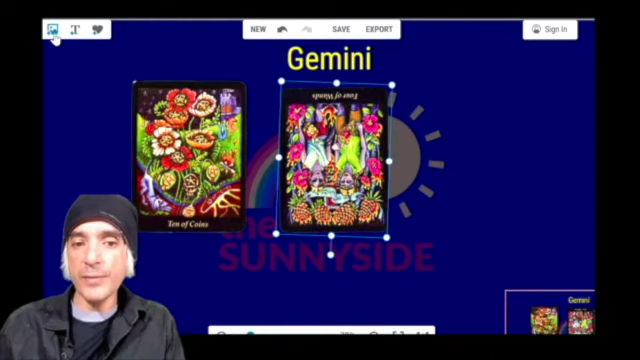 NEW
SAVE
EXPORT
Sign In
Gemini
Four of Wands
Ten of Coins
the
SUNNYSIDE
Gemini